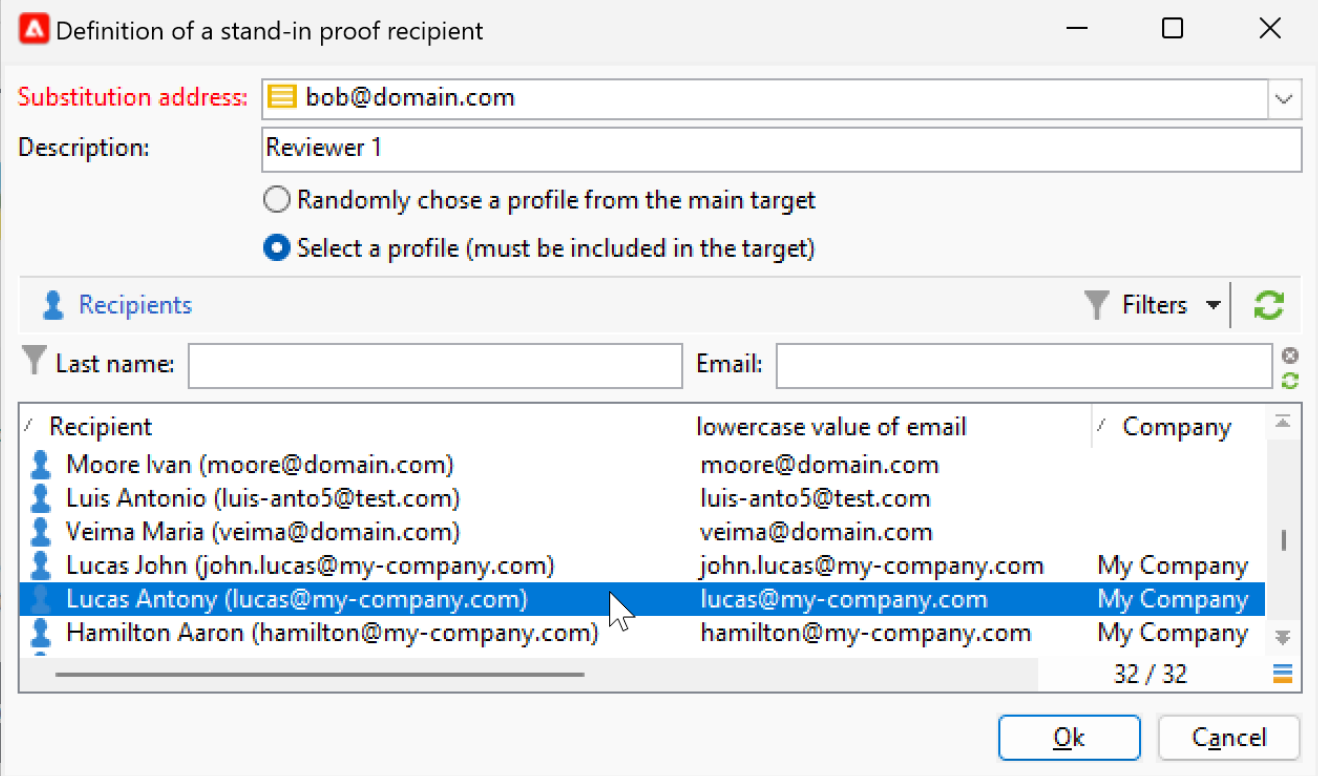 Definition of a stand-in proof recipient
Substitution address: bob@domain.com
Description: Reviewer 1
Randomly chose a profile from the main target
Select a profile (must be included in the target)
Recipients Filters
Last name: Email:
Recipient lowercase value of email Company
Moore Ivan (moore@domain.com) moore@domain.com
Luis Antonio (luis-anto5@test.com) luis-anto5@test.com
Veima Maria (veima@domain.com) veima@domain.com
Lucas John (john.lucas@my-company.com) john.lucas@my-company.com My Company
Lucas Antony (lucas@my-company.com) lucas@my-company.com My Company
Hamilton Aaron (hamilton@my-company.com) hamilton@my-company.com My Company
32 / 32
Ok Cancel